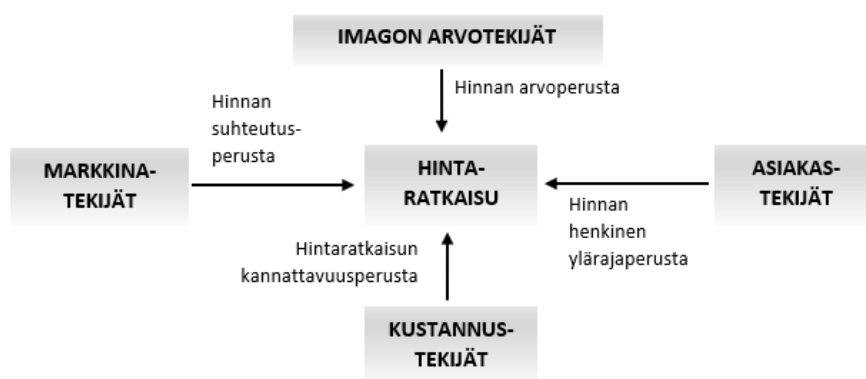 IMAGON ARVOTEKIJÄT
Hinnan arvoperusta
Hinnan
suhteutus-
perusta
MARKKINA-
TEKIJÄT
HINTA-
RATKAISU
ASIAKAS-
TEKIJÄT
Hinnan
henkinen
ylärajaperusta
Hintaratkaisun
kannattavuusperusta
KUSTANNUS-
TEKIJÄT